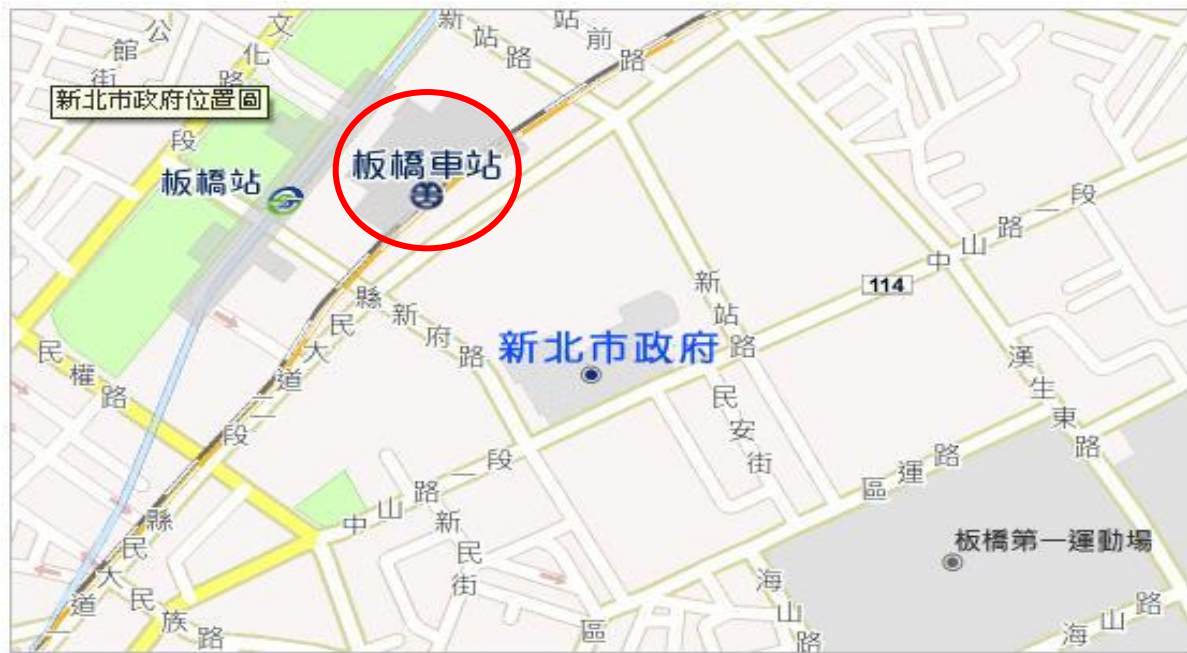 公館街
文化路一段
新站路
站前路
新北市政府位置圖
板橋車站
板橋站
中山路一段
114
新站路
縣民大道二段
新府路
新北市政府
民權路
民安街
漢生東路
區運路
中山路一段
新民街
板橋第一運動場
縣民大道一
民族路
區
海山路
海山路